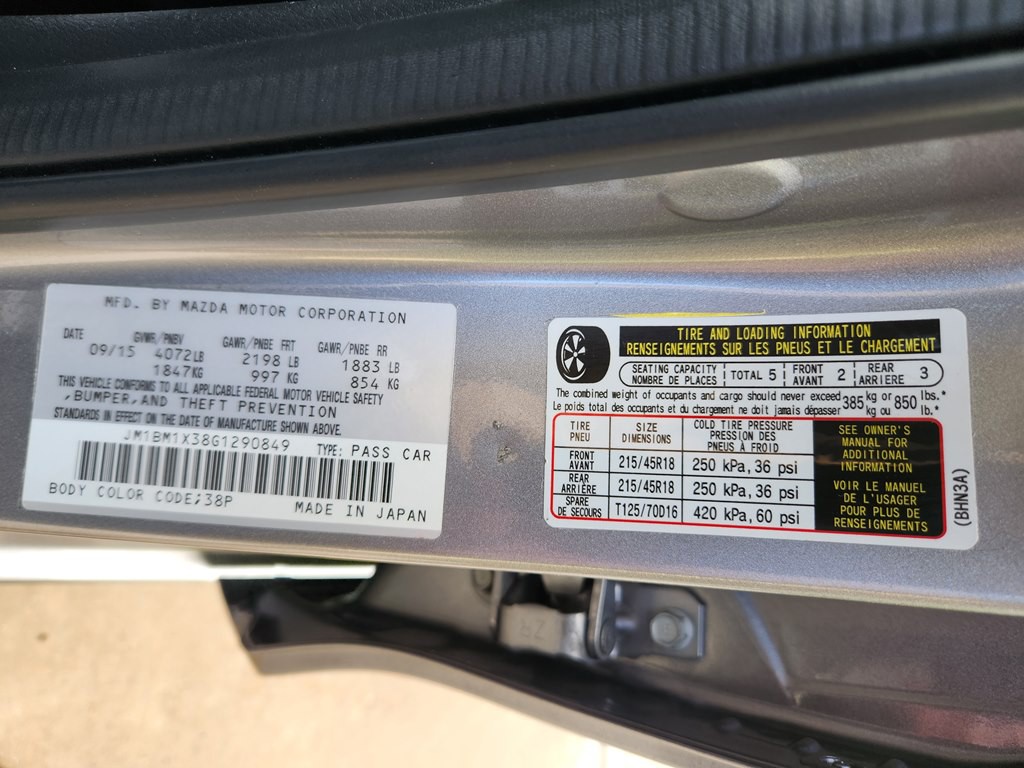 MFD. BY MAZDA MOTOR CORPORATION
DATE GVWR/PNBV GAWR/PNBE FRT GAWR/PNBE RR
09/15 4072LB 2198 LB 1883 LB
1847KG 997 KG 854 KG
THIS VEHICLE CONFORMS TO ALL APPLICABLE FEDERAL MOTOR VEHICLE SAFETY
,BUMPER,AND THEFT PREVENTION
STANDARDS IN EFFECT ON THE DATE OF MANUFACTURE SHOWN ABOVE.
JM1BM1X38G1290849 TYPE: PASS CAR
BODY COLOR CODE;38P MADE IN JAPAN
TIRE AND LOADING INFORMATION
RENSEIGNEMENTS SUR LES PNEUS ET LE CHARGEMENT
SEATING CAPACITY TOTAL 5 FRONT 2 REAR 3
NOMBRE DE PLACES AVANT ARRIÈRE
The combined weight of occupants and cargo should never exceed 385 kg or 850 lbs.*
Le poids total des occupants et du chargement ne doit jamais dépasser kg ou lb.*
TIRE SIZE COLD TIRE PRESSURE
PNEU DIMENSIONS PRESSION DES
PNEUS À FROID
FRONT
AVANT 215/45R18 250 kPa, 36 psi
REAR
ARRIÈRE 215/45R18 250 kPa, 36 psi
SPARE
DE SECOURS T125/70D16 420 kPa, 60 psi
SEE OWNER'S
MANUAL FOR
ADDITIONAL
INFORMATION
VOIR LE MANUEL
DE L'USAGER
POUR PLUS DE
RENSEIGNEMENTS
(BHN3A)